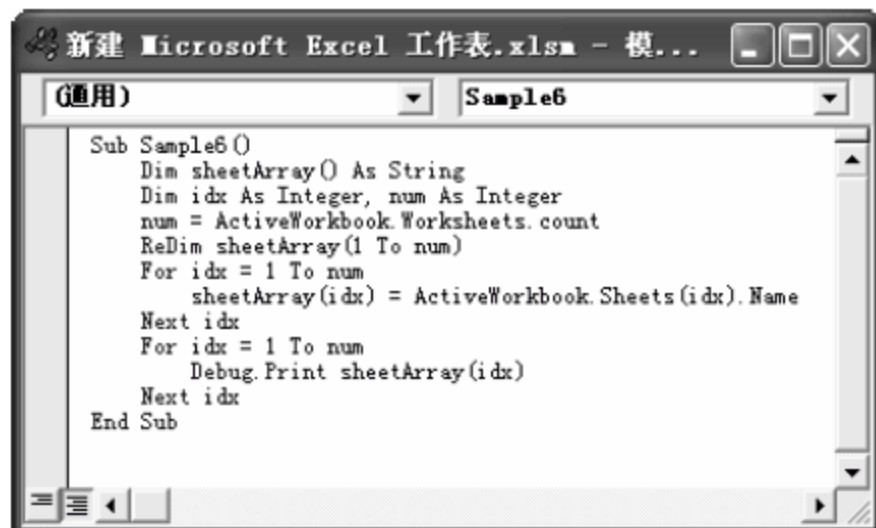 新建 Microsoft Excel 工作表.xlsm - 模...
(通用)
Sample6
Sub Sample6()
Dim sheetArray() As String
Dim idx As Integer, num As Integer
num = ActiveWorkbook.Worksheets.count
ReDim sheetArray(1 To num)
For idx = 1 To num
sheetArray(idx) = ActiveWorkbook.Sheets(idx).Name
Next idx
For idx = 1 To num
Debug.Print sheetArray(idx)
Next idx
End Sub